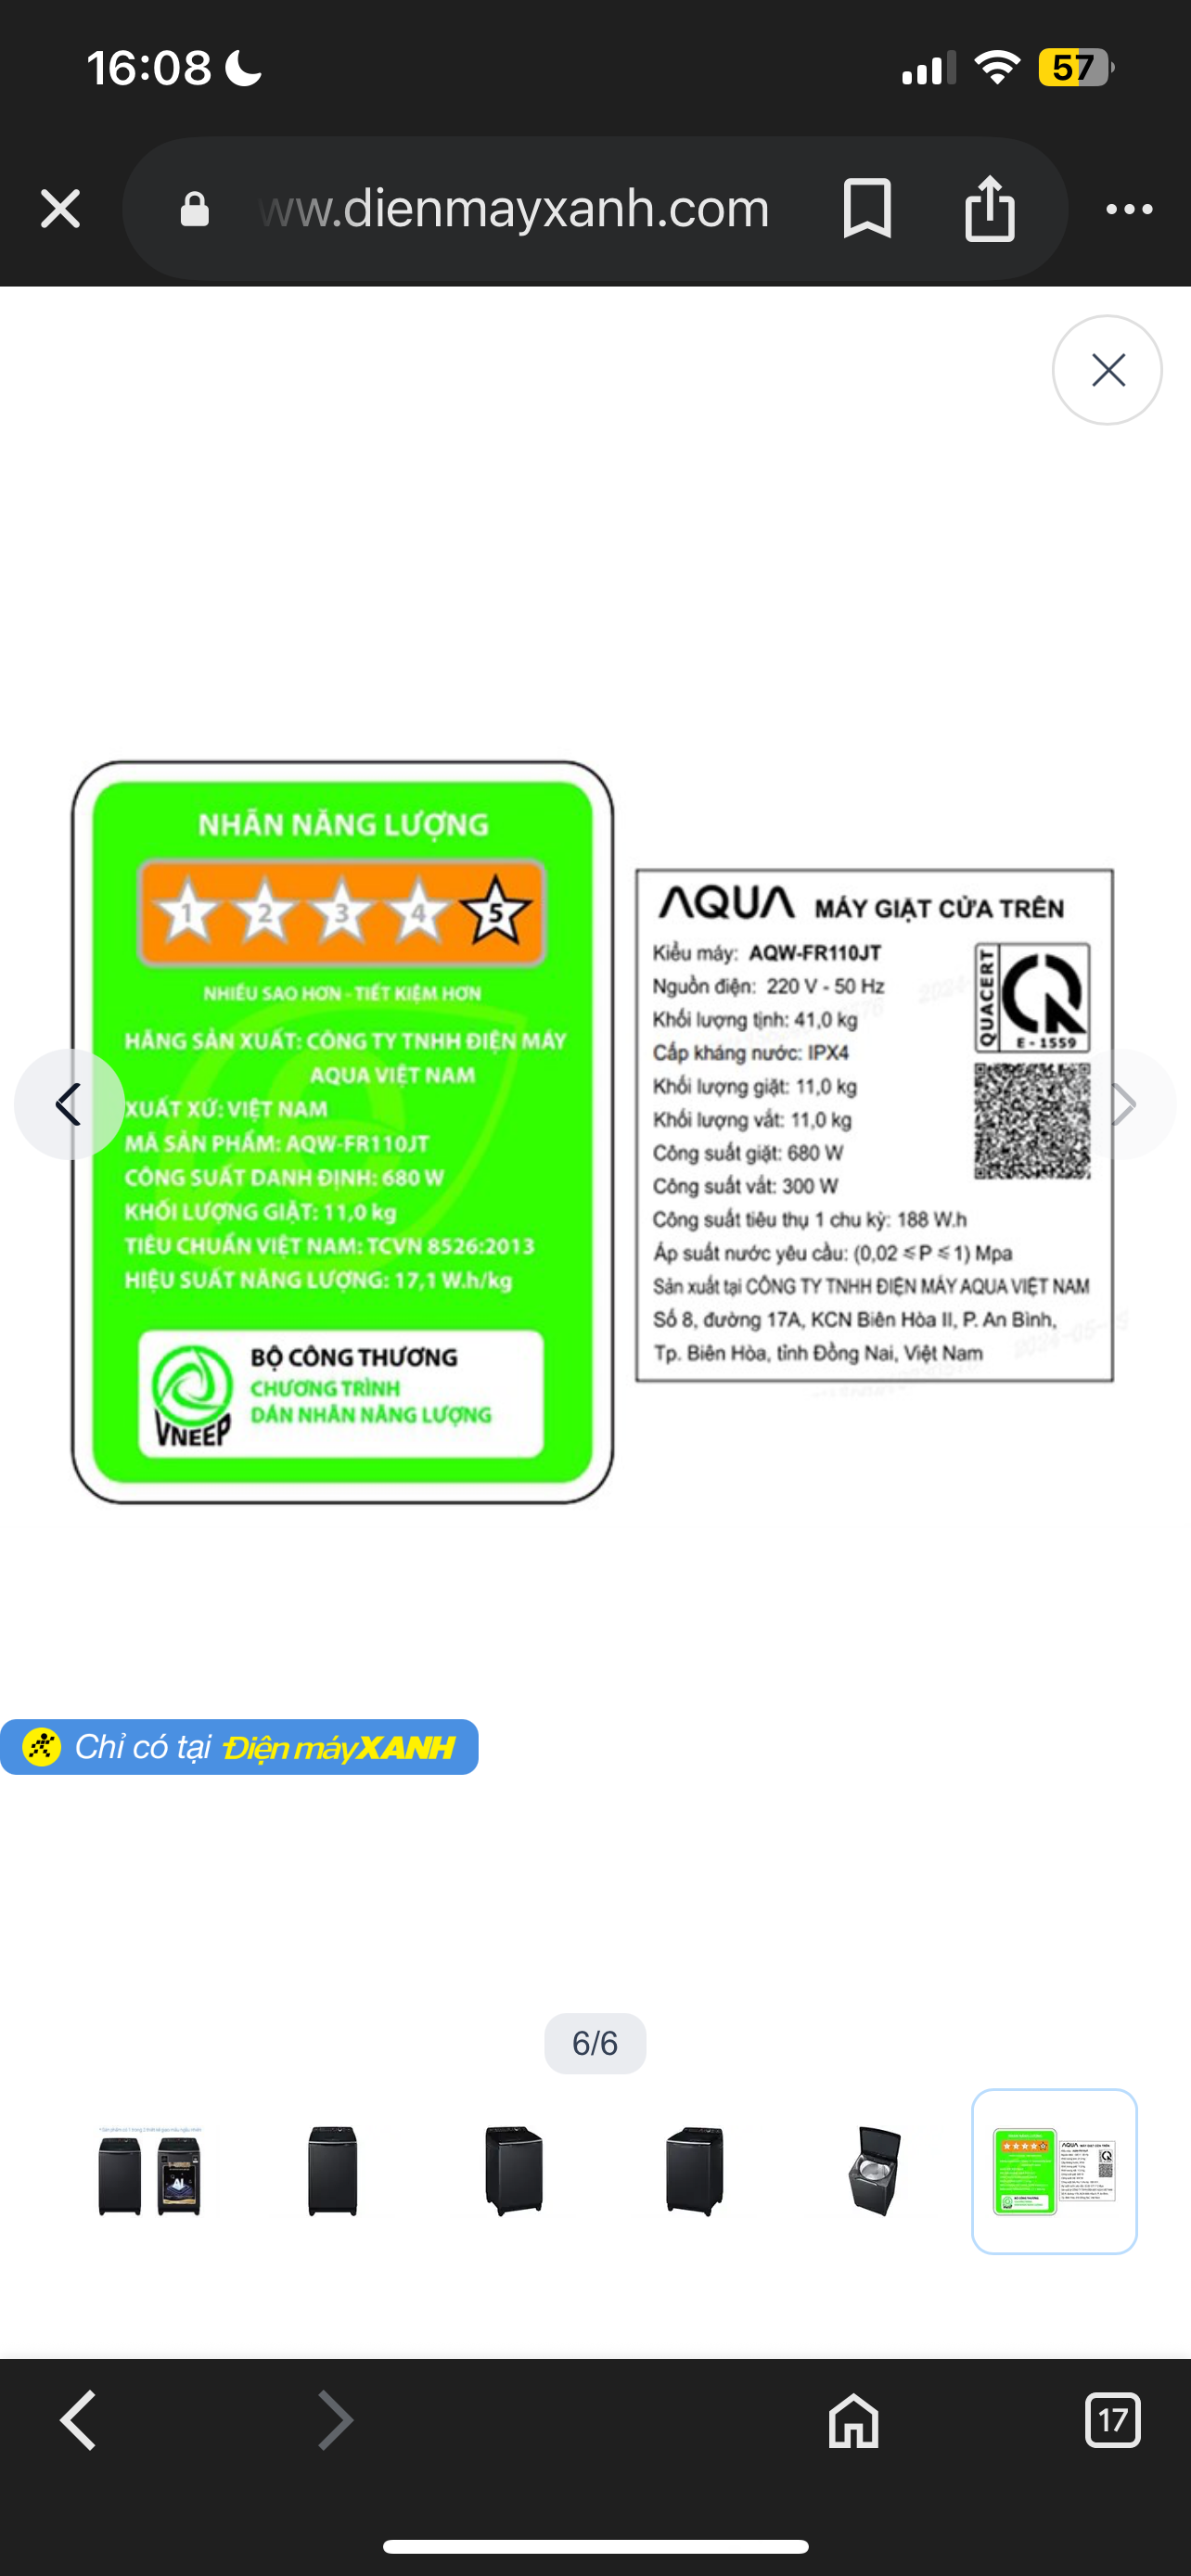 16:08
57
ww.dienmayxanh.com
NHÃN NĂNG LƯỢNG
1 2 3 4 5
NHIỀU SAO HƠN - TIẾT KIỆM HƠN
HÃNG SẢN XUẤT: CÔNG TY TNHH ĐIỆN MÁY
AQUA VIỆT NAM
XUẤT XỨ: VIỆT NAM
MÃ SẢN PHẨM: AQW-FR110JT
CÔNG SUẤT DANH ĐỊNH: 680 W
KHỐI LƯỢNG GIẶT: 11,0 kg
TIÊU CHUẨN VIỆT NAM: TCVN 8526:2013
HIỆU SUẤT NĂNG LƯỢNG: 17,1 W.h/kg
VNEEP
BỘ CÔNG THƯƠNG
CHƯƠNG TRÌNH
DÁN NHÃN NĂNG LƯỢNG
AQUA MÁY GIẶT CỬA TRÊN
Kiểu máy: AQW-FR110JT
Nguồn điện: 220 V - 50 Hz
Khối lượng tịnh: 41,0 kg
Cấp kháng nước: IPX4
Khối lượng giặt: 11,0 kg
Khối lượng vắt: 11,0 kg
Công suất giặt: 680 W
Công suất vắt: 300 W
Công suất tiêu thụ 1 chu kỳ: 188 W.h
Áp suất nước yêu cầu: (0,02 ≤ P ≤ 1) Mpa
Sản xuất tại CÔNG TY TNHH ĐIỆN MÁY AQUA VIỆT NAM
Số 8, đường 17A, KCN Biên Hòa II, P. An Bình,
Tp. Biên Hòa, tỉnh Đồng Nai, Việt Nam
QUACERT
E - 1559
Chỉ có tại Điện máy XANH
6/6
AI
17